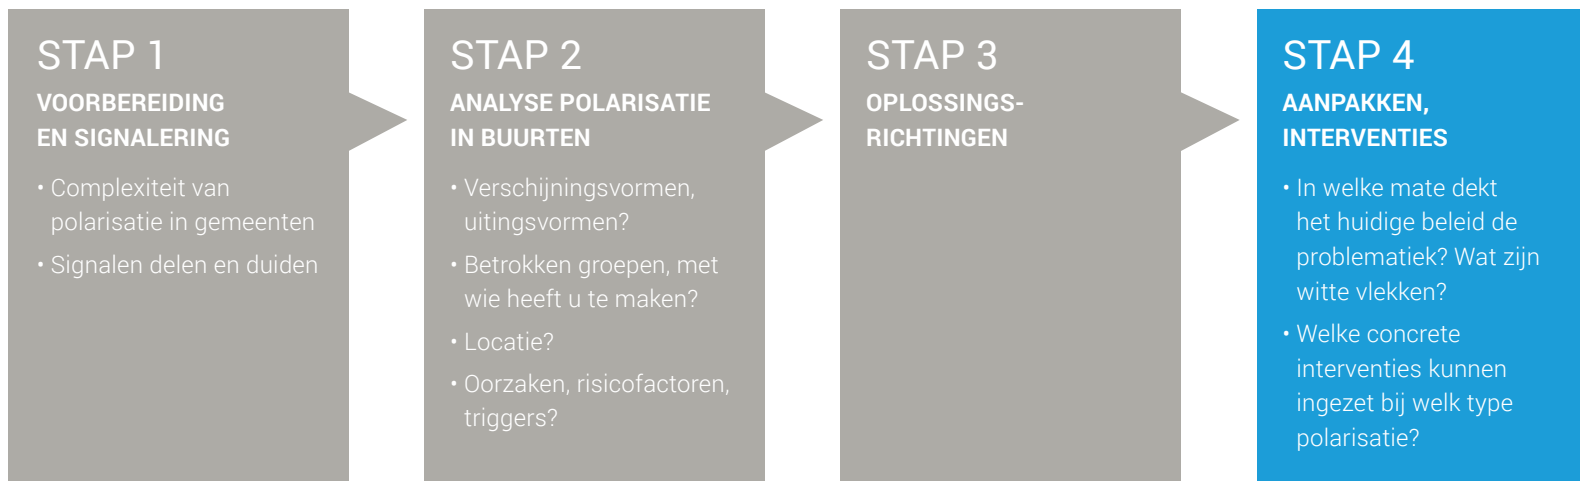 STAP 1
VOORBEREIDING
EN SIGNALERING
• Complexiteit van
polarisatie in gemeenten
• Signalen delen en duiden
STAP 2
ANALYSE POLARISATIE
IN BUURTEN
• Verschijningsvormen,
uitingsvormen?
• Betrokken groepen, met
wie heeft u te maken?
• Locatie?
• Oorzaken, risicofactoren,
triggers?
STAP 3
OPLOSSINGS-
RICHTINGEN
STAP 4
AANPAKKEN,
INTERVENTIES
• In welke mate dekt
het huidige beleid de
problematiek? Wat zijn
witte vlekken?
• Welke concrete
interventies kunnen
ingezet bij welk type
polarisatie?